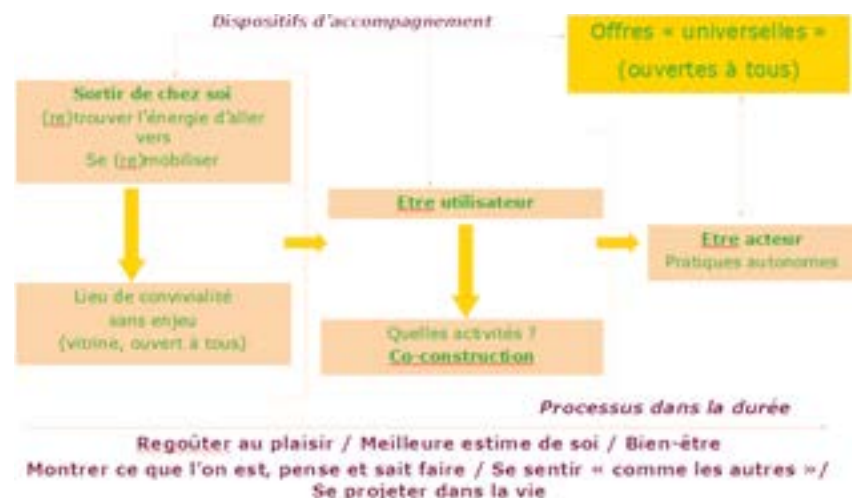 Dispositifs d'accompagnement
Offres « universelles »
(ouvertes à tous)
Sortir de chez soi
(re)trouver l'énergie d'aller
vers
Se (re)mobiliser
Etre utilisateur
Etre acteur
Pratiques autonomes
Lieu de convivialité
sans enjeu
(vitrine, ouvert à tous)
Quelles activités ?
Co-construction
Processus dans la durée
Regoûter au plaisir / Meilleure estime de soi / Bien-être
Montrer ce que l'on est, pense et sait faire / Se sentir « comme les autres »/
Se projeter dans la vie